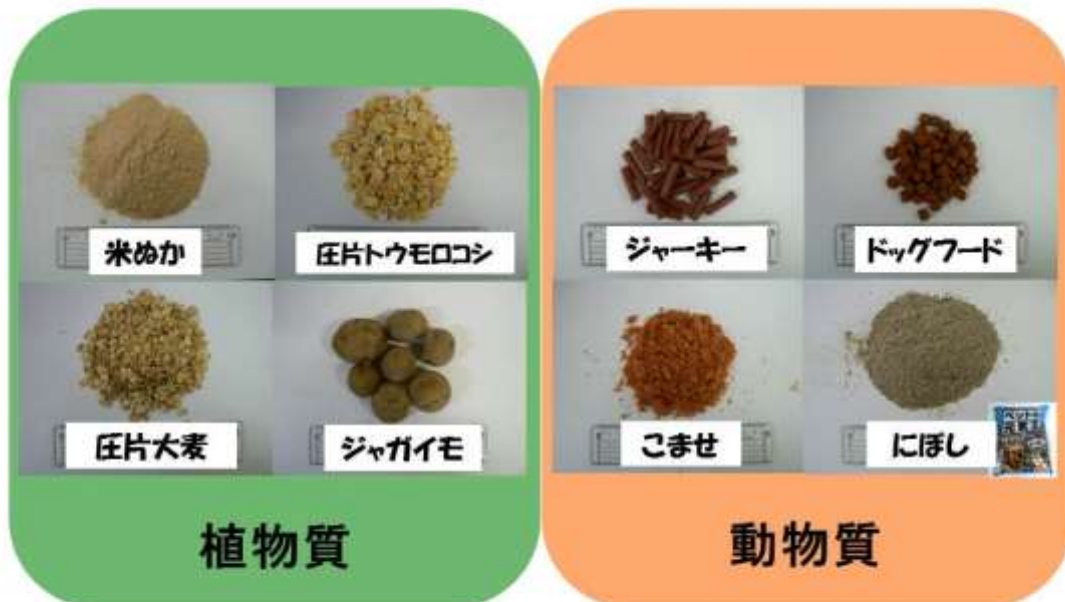 米ぬか
圧片トウモロコシ
圧片大麦
ジャガイモ
植物質
ジャーキー
ドッグフード
こませ
にぼし
動物質